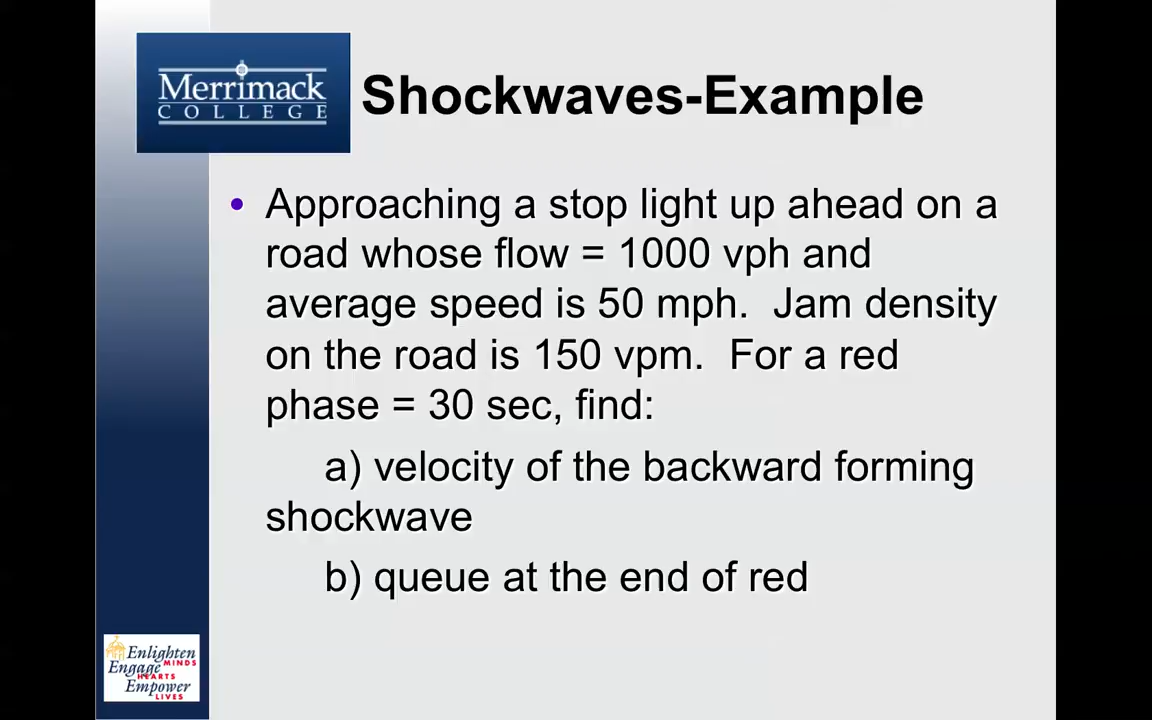 Merrimack
COLLEGE
Shockwaves-Example
• Approaching a stop light up ahead on a
road whose flow = 1000 vph and
average speed is 50 mph.  Jam density
on the road is 150 vpm.  For a red
phase = 30 sec, find:
a) velocity of the backward forming
shockwave
b) queue at the end of red
Enlighten
MINDS
Engage
HEARTS
Empower
LIVES